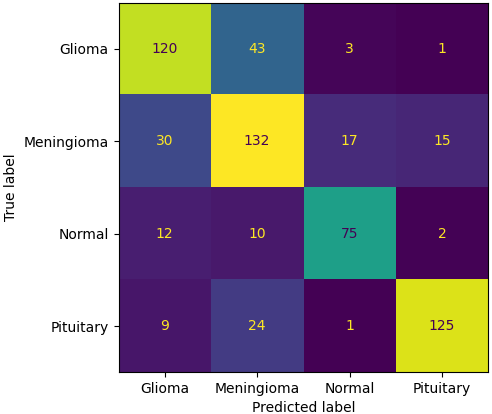 Glioma 120 43 3 1
Meningioma 30 132 17 15
Normal 12 10 75 2
Pituitary 9 24 1 125
True label
Glioma Meningioma Normal Pituitary
Predicted label